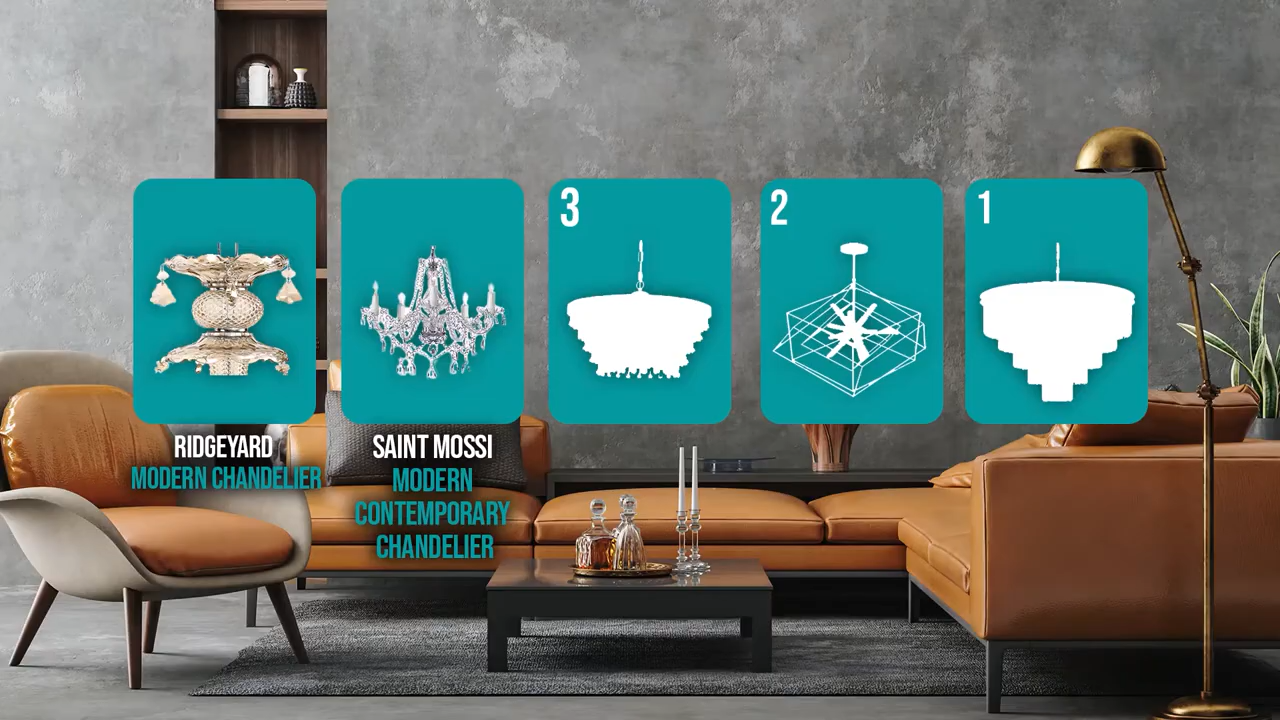 3
2
1
RIDGEYARD
MODERN CHANDELIER
SAINT MOSSI
MODERN
CONTEMPORARY
CHANDELIER